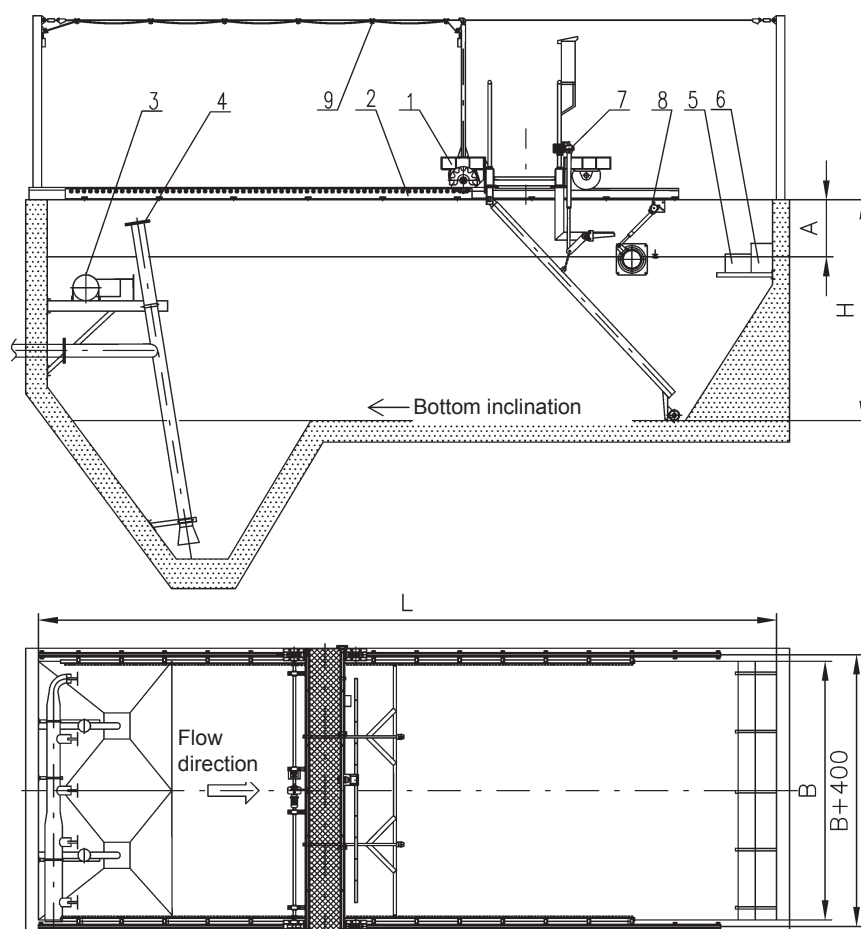 3 4 9 2 1 7 8 5 6
A
H
Bottom inclination
L
Flow
direction
B
B+400